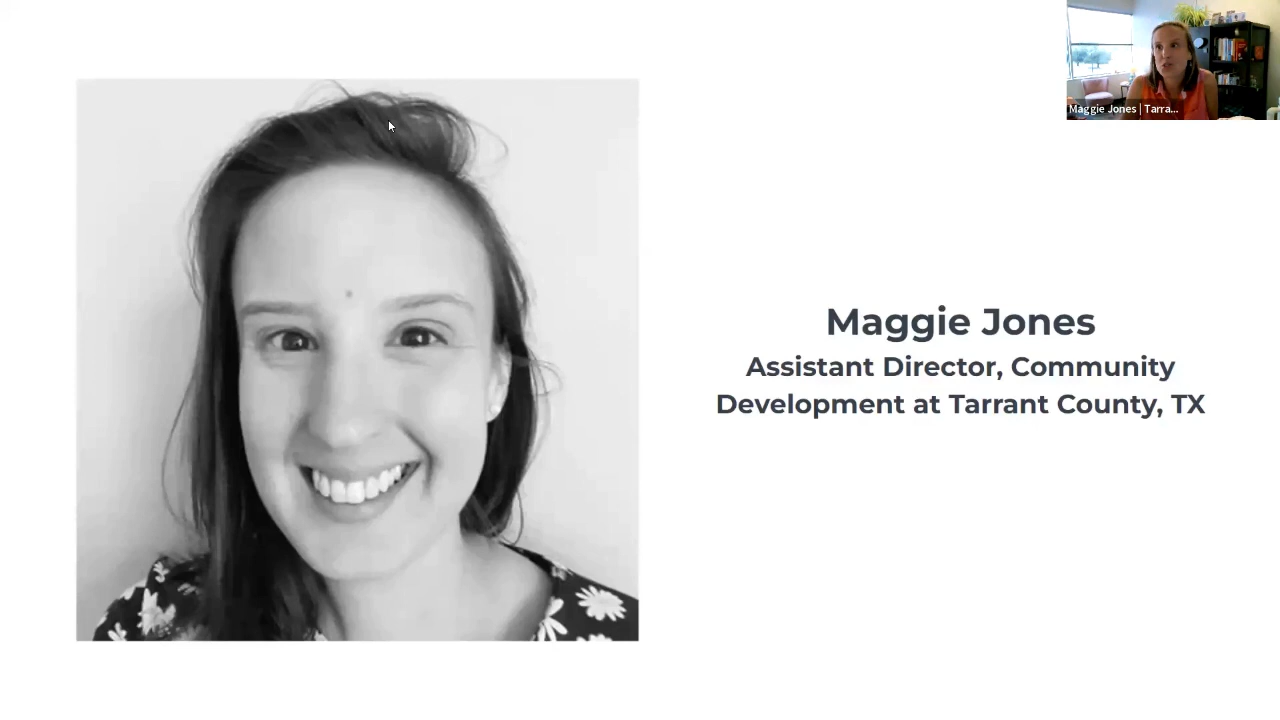 Maggie Jones | Tarra...
Maggie Jones
Assistant Director, Community
Development at Tarrant County, TX